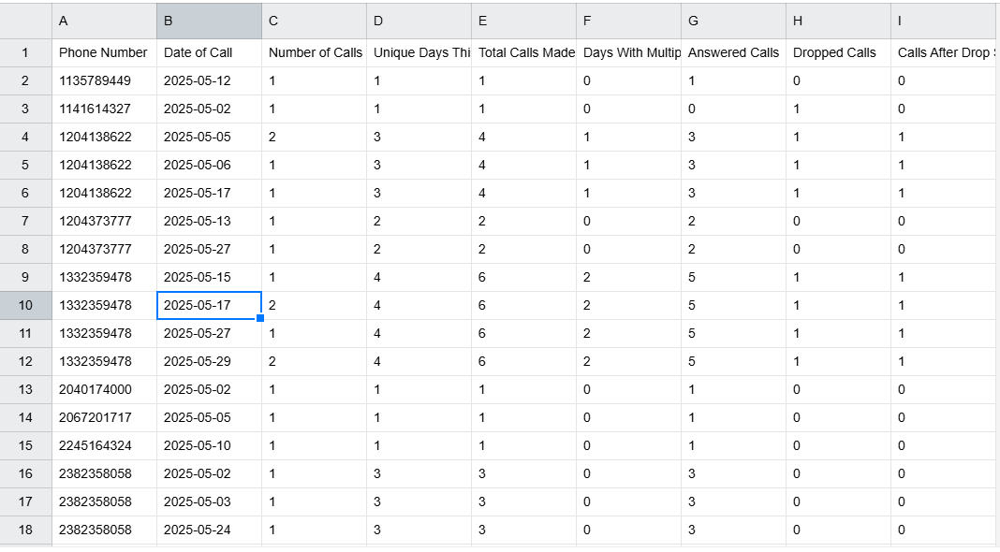 A B C D E F G H I
1 Phone Number Date of Call Number of Calls Unique Days Thi Total Calls Made Days With Multip Answered Calls Dropped Calls Calls After Drop
2 1135789449 2025-05-12 1 1 1 0 1 0 0
3 1141614327 2025-05-02 1 1 1 0 0 1 0
4 1204138622 2025-05-05 2 3 4 1 3 1 1
5 1204138622 2025-05-06 1 3 4 1 3 1 1
6 1204138622 2025-05-17 1 3 4 1 3 1 1
7 1204373777 2025-05-13 1 2 2 0 2 0 0
8 1204373777 2025-05-27 1 2 2 0 2 0 0
9 1332359478 2025-05-15 1 4 6 2 5 1 1
10 1332359478 2025-05-17 2 4 6 2 5 1 1
11 1332359478 2025-05-27 1 4 6 2 5 1 1
12 1332359478 2025-05-29 2 4 6 2 5 1 1
13 2040174000 2025-05-02 1 1 1 0 1 0 0
14 2067201717 2025-05-05 1 1 1 0 1 0 0
15 2245164324 2025-05-10 1 1 1 0 1 0 0
16 2382358058 2025-05-02 1 3 3 0 3 0 0
17 2382358058 2025-05-03 1 3 3 0 3 0 0
18 2382358058 2025-05-24 1 3 3 0 3 0 0